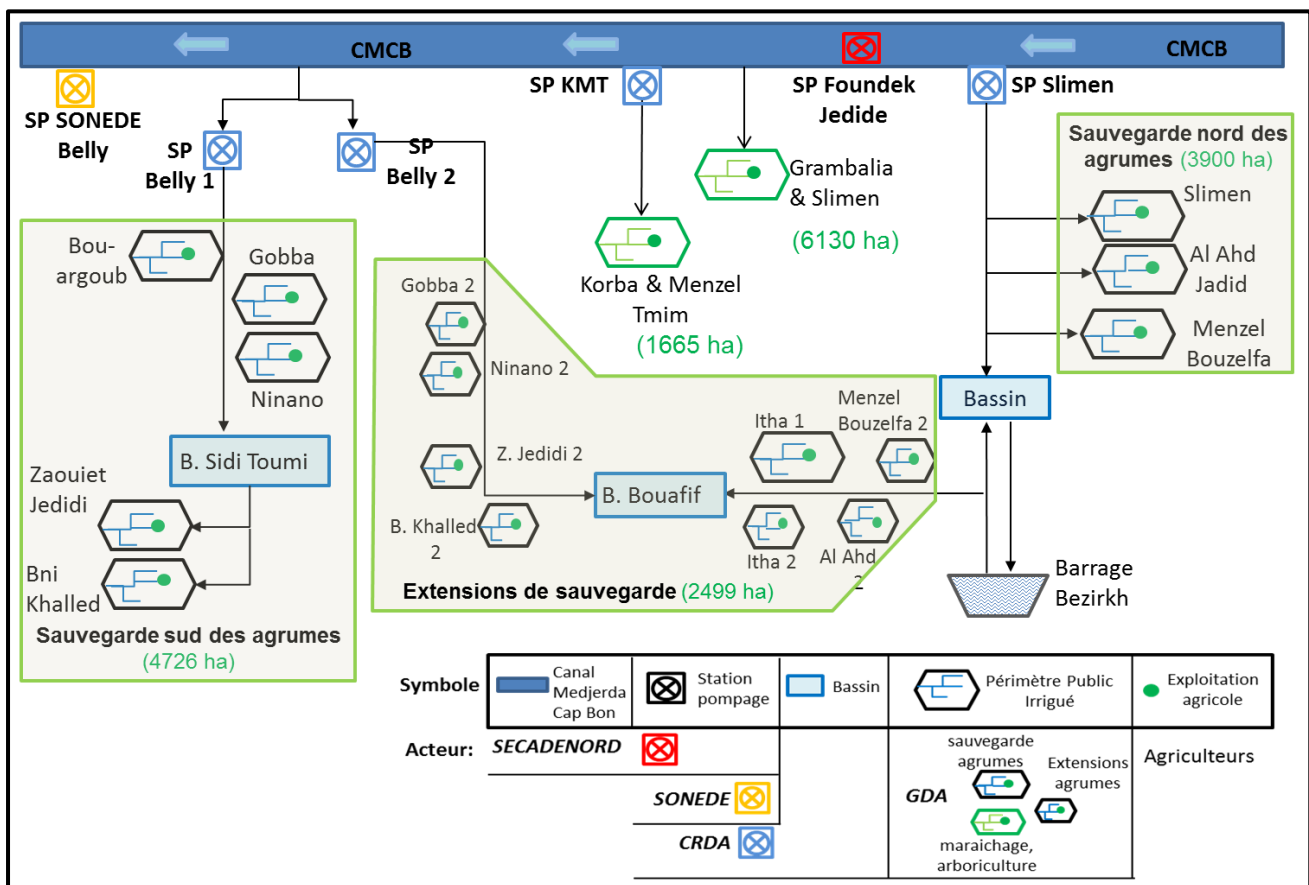 CMCB
CMCB
SP SONEDE
Belly
SP
Belly 1
SP
Belly 2
SP KMT
SP Foundek
Jedide
SP Slimen
Sauvegarde nord des
agrumes (3900 ha)
Slimen
Al Ahd
Jadid
Menzel
Bouzelfa
Grambalia
& Slimen
(6130 ha)
Korba & Menzel
Tmim
(1665 ha)
Bou-
argoub
Gobba
Ninano
B. Sidi Toumi
Zaouiet
Jedidi
Bni
Khalled
Sauvegarde sud des agrumes
(4726 ha)
Gobba 2
Ninano 2
Z. Jedidi 2
B. Khalled
2
B. Bouafif
Itha 1
Menzel
Bouzelfa 2
Itha 2
Al Ahd
2
Extensions de sauvegarde (2499 ha)
Bassin
Barrage
Bezirkh
Symbole
Canal
Medjerda
Cap Bon
Station
pompage
Bassin
Périmètre Public
Irrigué
Exploitation
agricole
Acteur:
SECADENORD
SONEDE
CRDA
GDA
sauvegarde
agrumes
Extensions
agrumes
maraichage,
arboriculture
Agriculteurs